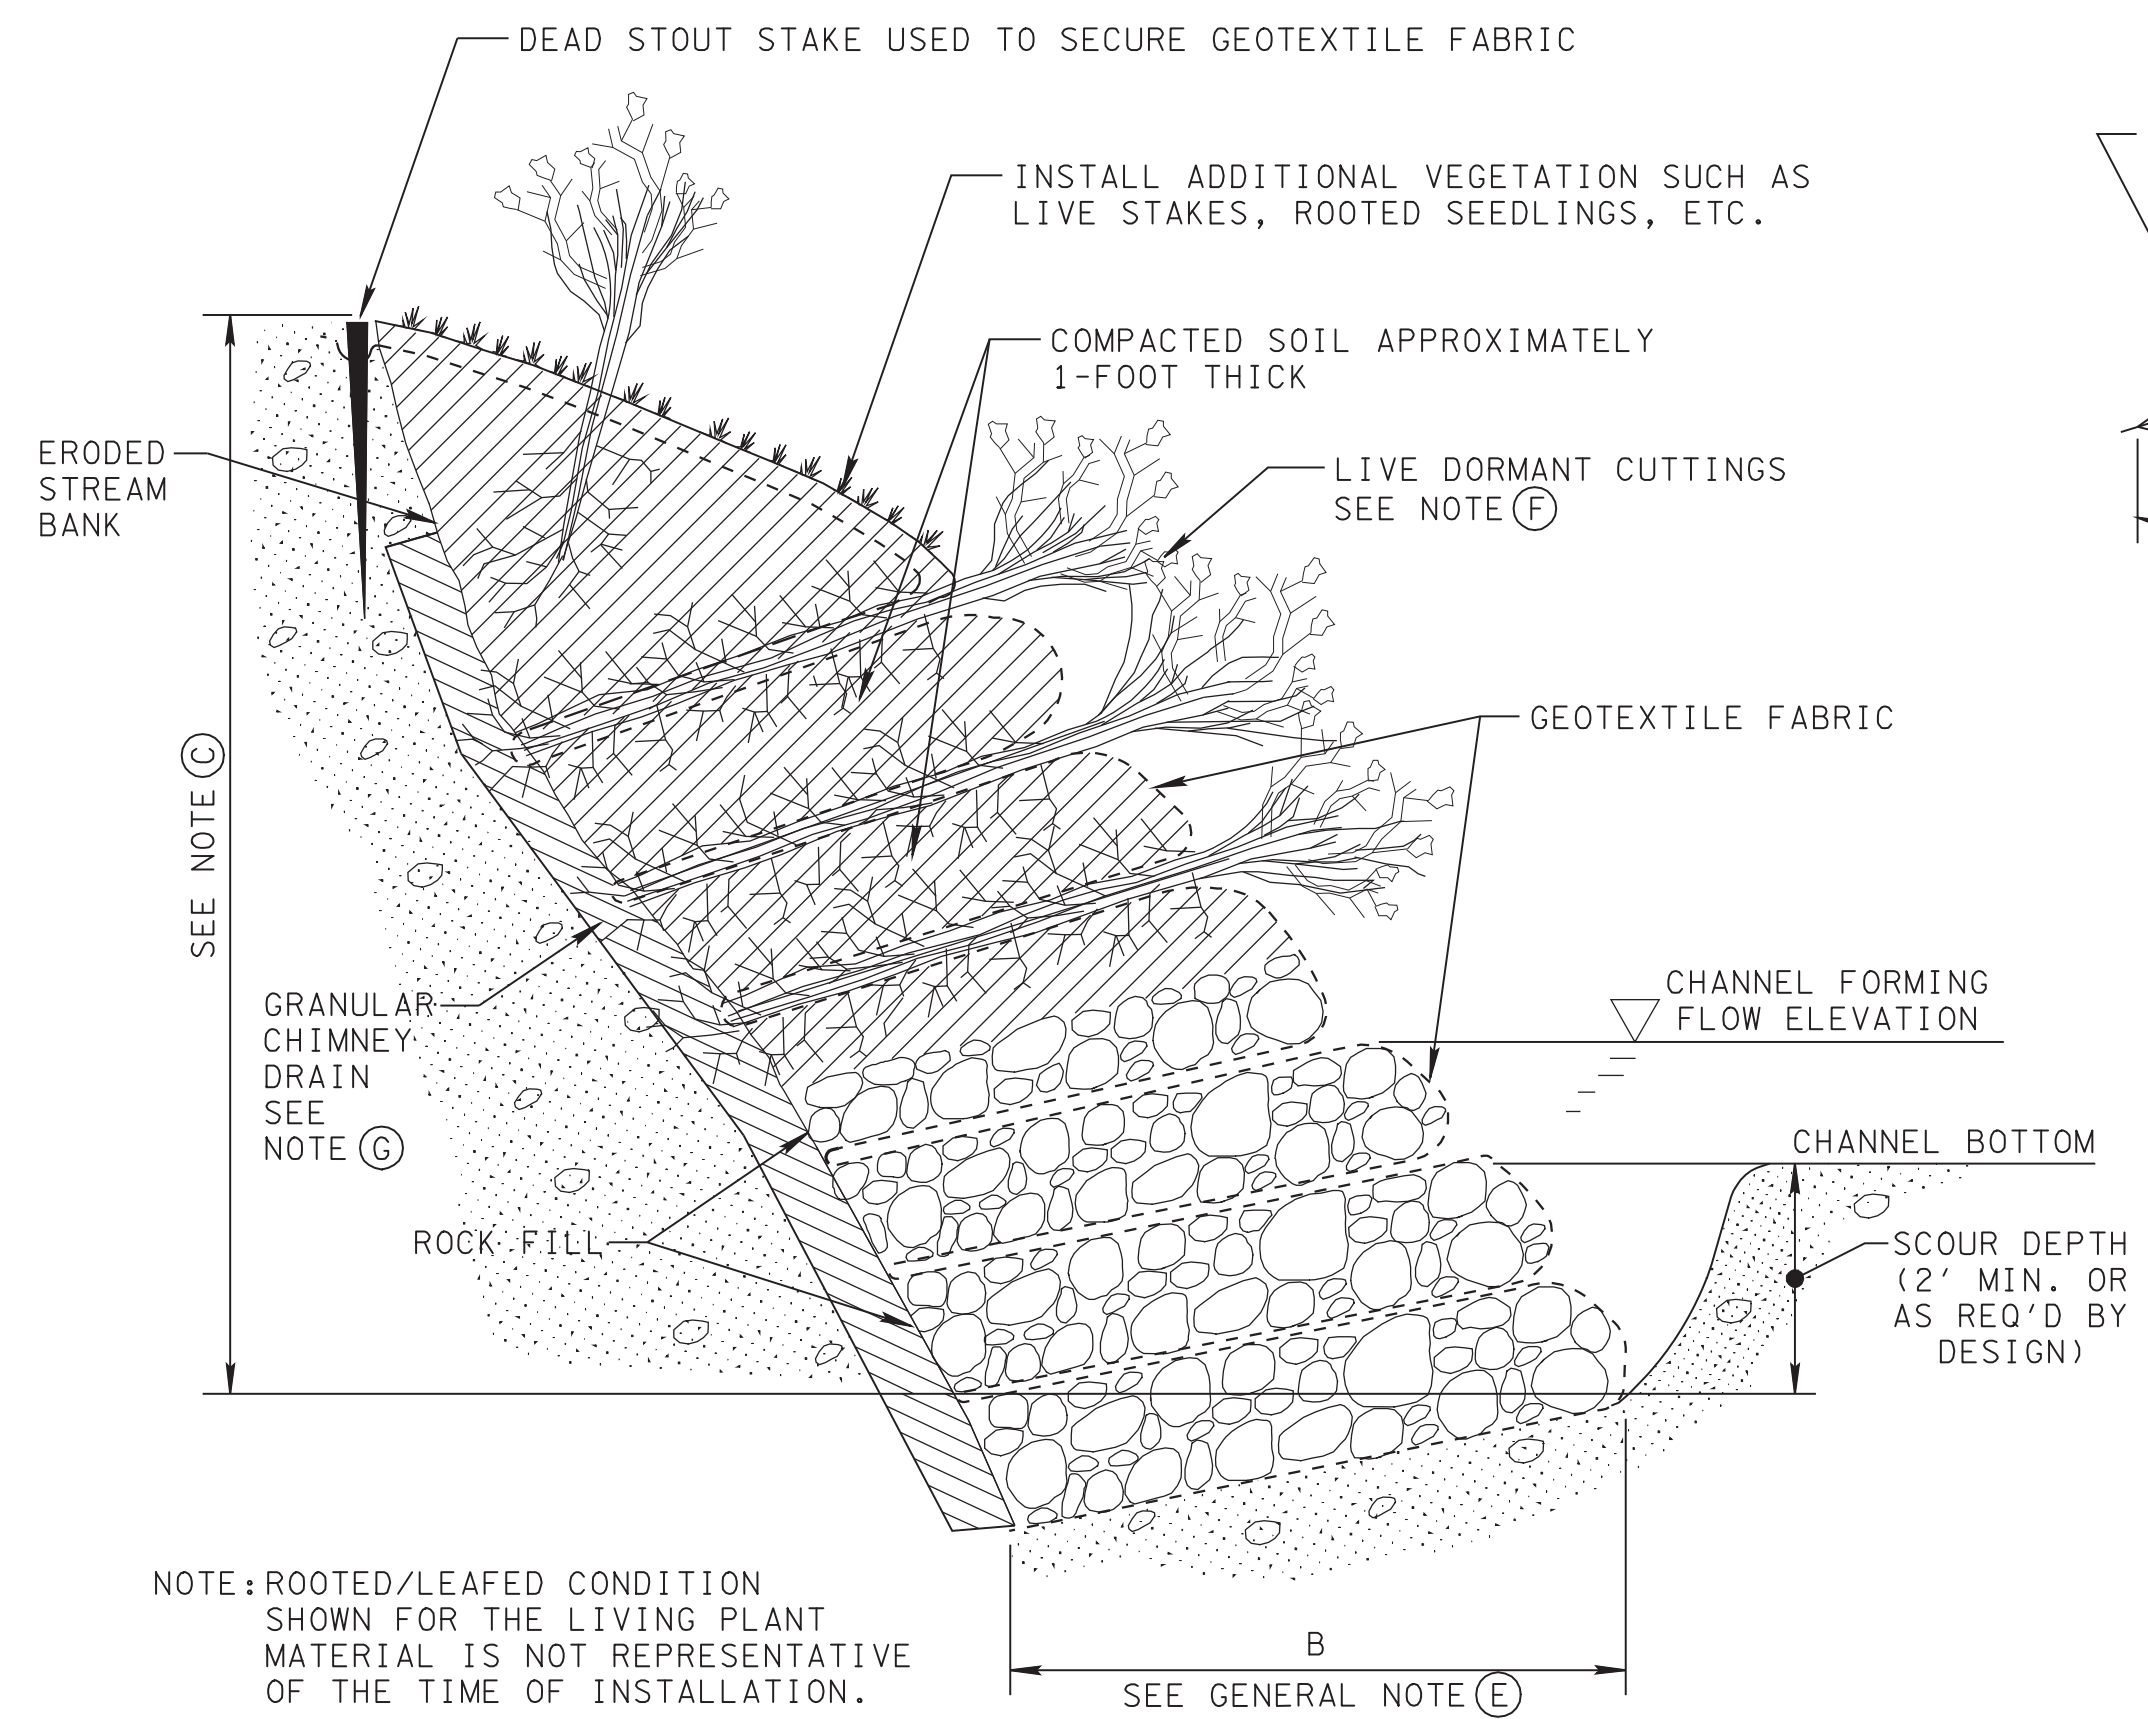 DEAD STOUT STAKE USED TO SECURE GEOTEXTILE FABRIC
INSTALL ADDITIONAL VEGETATION SUCH AS
LIVE STAKES, ROOTED SEEDLINGS, ETC.
COMPACTED SOIL APPROXIMATELY
1-FOOT THICK
ERODED
STREAM
BANK
LIVE DORMANT CUTTINGS
SEE NOTE F
GEOTEXTILE FABRIC
SEE NOTE C
GRANULAR
CHIMNEY
DRAIN
SEE
NOTE G
CHANNEL FORMING
FLOW ELEVATION
CHANNEL BOTTOM
ROCK FILL
SCOUR DEPTH
(2' MIN. OR
AS REQ'D BY
DESIGN)
NOTE: ROOTED/LEAFED CONDITION
SHOWN FOR THE LIVING PLANT
MATERIAL IS NOT REPRESENTATIVE
OF THE TIME OF INSTALLATION.
B
SEE GENERAL NOTE E